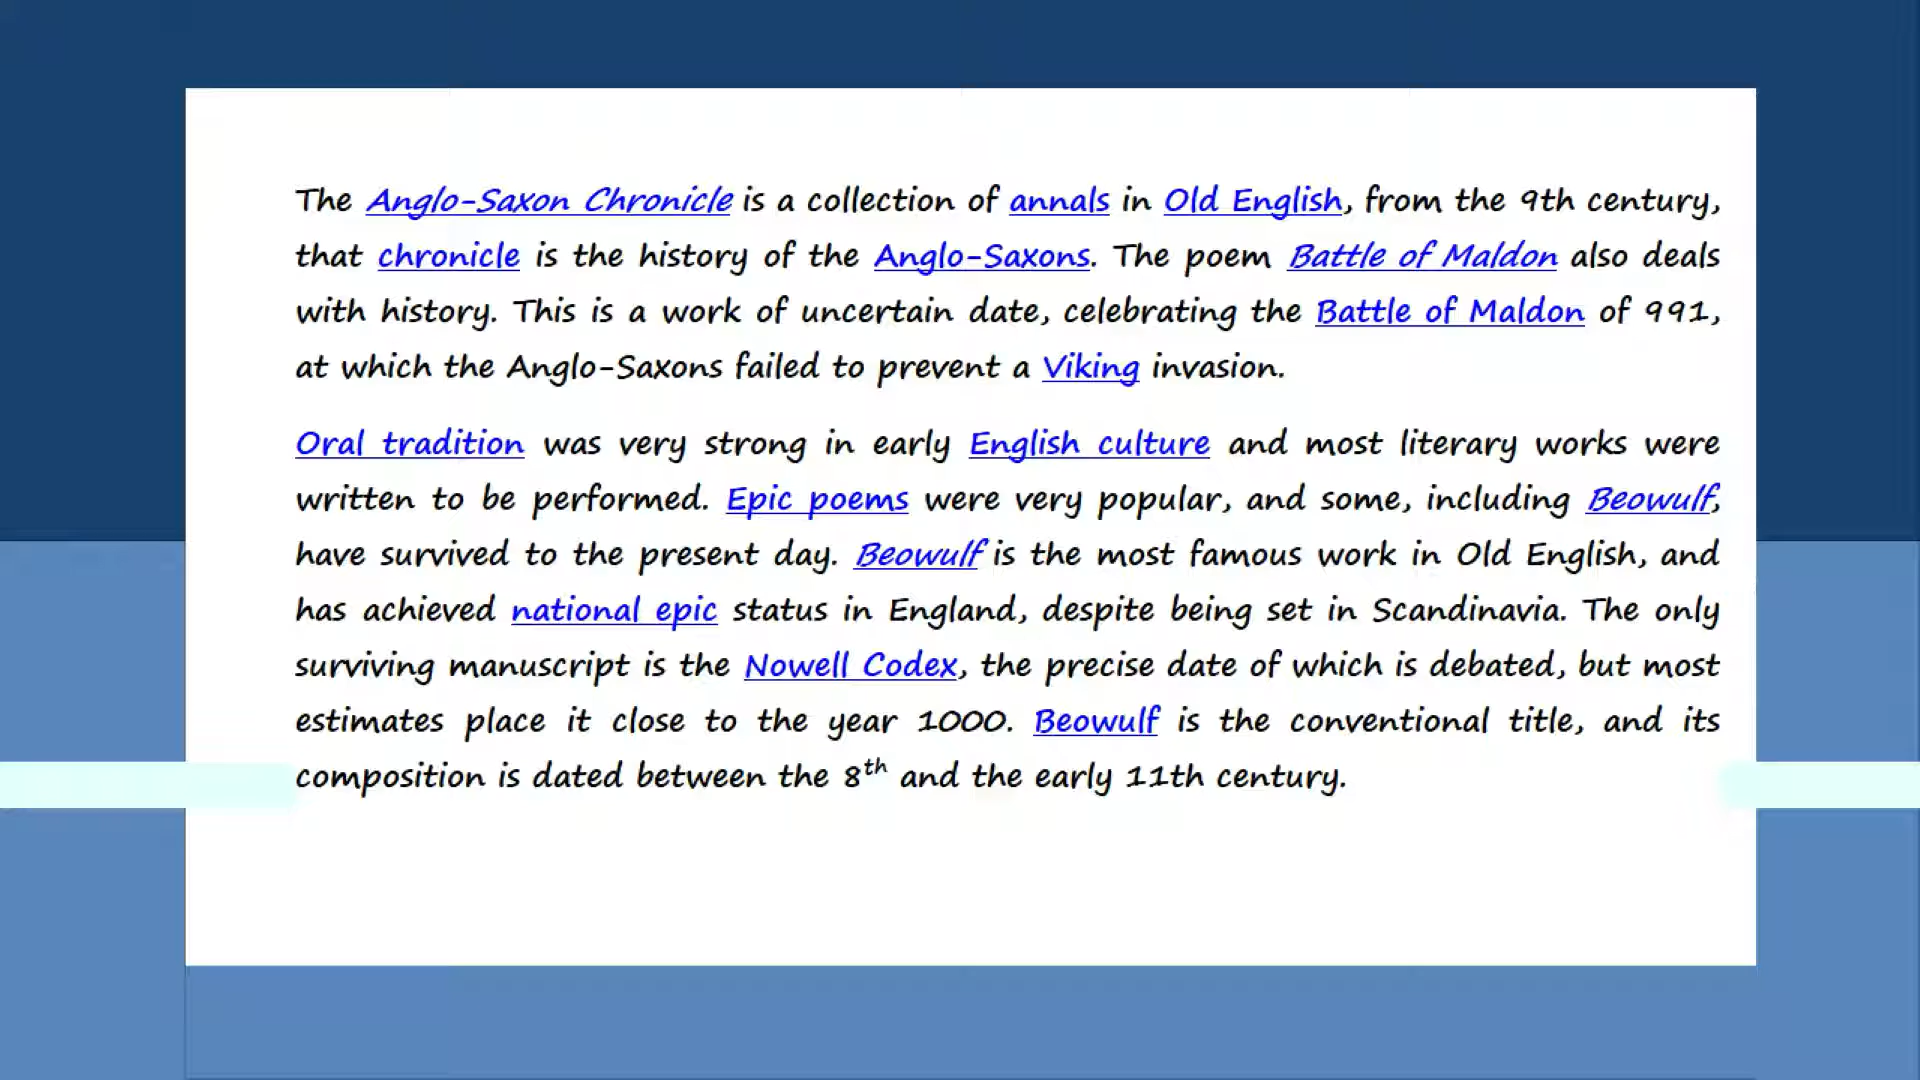 The Anglo-Saxon Chronicle is a collection of annals in Old English, from the 9th century,
that chronicle is the history of the Anglo-Saxons. The poem Battle of Maldon also deals
with history. This is a work of uncertain date, celebrating the Battle of Maldon of 991,
at which the Anglo-Saxons failed to prevent a Viking invasion.
Oral tradition was very strong in early English culture and most literary works were
written to be performed. Epic poems were very popular, and some, including Beowulf,
have survived to the present day. Beowulf is the most famous work in Old English, and
has achieved national epic status in England, despite being set in Scandinavia. The only
surviving manuscript is the Nowell Codex, the precise date of which is debated, but most
estimates place it close to the year 1000. Beowulf is the conventional title, and its
composition is dated between the 8th and the early 11th century.